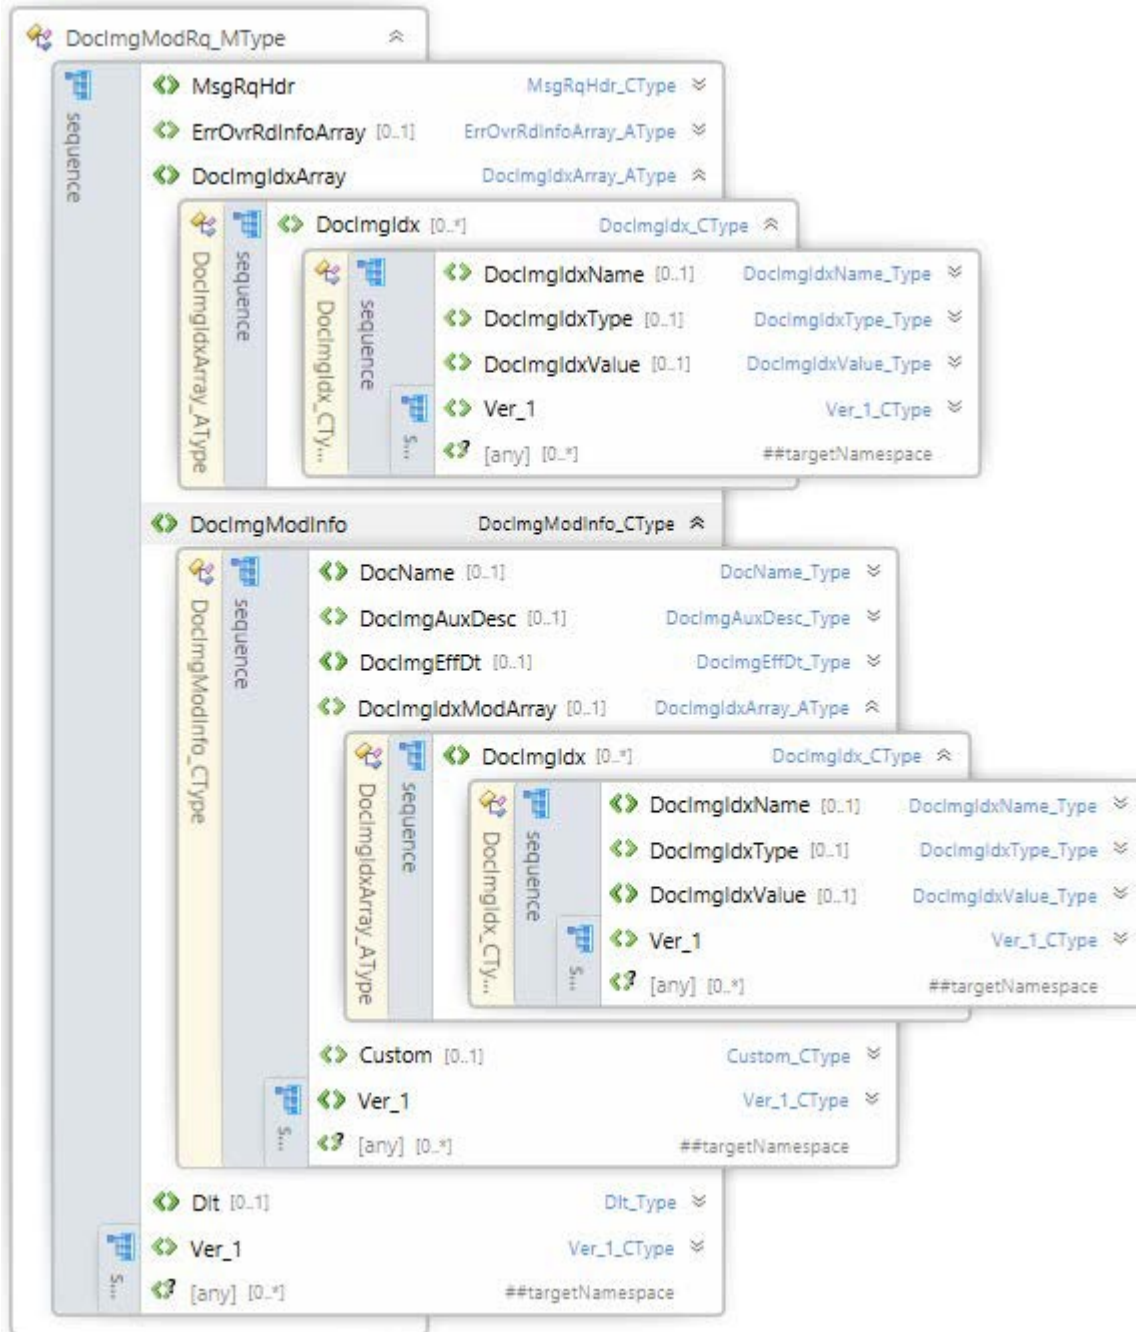 DocImgModRq_MType
sequence
MsgRqHdr MsgRqHdr_CType
ErrOvrRdInfoArray [0..1] ErrOvrRdInfoArray_AType
DocImgIdxArray DocImgIdxArray_AType
DocImgIdxArray_AType
sequence
DocImgIdx [0..*] DocImgIdx_CType
DocImgIdx_CTy...
sequence
DocImgIdxName [0..1] DocImgIdxName_Type
DocImgIdxType [0..1] DocImgIdxType_Type
DocImgIdxValue [0..1] DocImgIdxValue_Type
s...
Ver_1 Ver_1_CType
[any] [0..*] ##targetNamespace
DocImgModInfo DocImgModInfo_CType
DocImgModInfo_CType
sequence
DocName [0..1] DocName_Type
DocImgAuxDesc [0..1] DocImgAuxDesc_Type
DocImgEffDt [0..1] DocImgEffDt_Type
DocImgIdxModArray [0..1] DocImgIdxArray_AType
DocImgIdxArray_AType
sequence
DocImgIdx [0..*] DocImgIdx_CType
DocImgIdx_CTy...
sequence
DocImgIdxName [0..1] DocImgIdxName_Type
DocImgIdxType [0..1] DocImgIdxType_Type
DocImgIdxValue [0..1] DocImgIdxValue_Type
s...
Ver_1 Ver_1_CType
[any] [0..*] ##targetNamespace
Custom [0..1] Custom_CType
s...
Ver_1 Ver_1_CType
[any] [0..*] ##targetNamespace
Dlt [0..1] Dlt_Type
s...
Ver_1 Ver_1_CType
[any] [0..*] ##targetNamespace